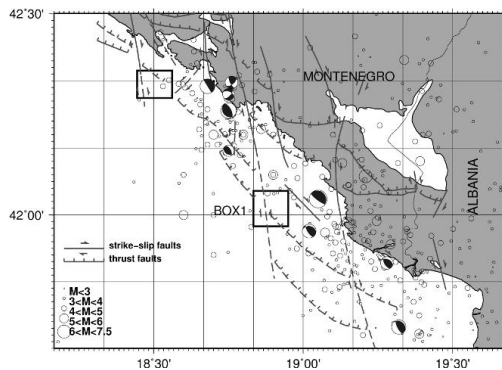 42°30'
MONTENEGRO
ALBANIA
BOX1
42°00'
strike-slip faults
thrust faults
M<3
3<M<4
4<M<5
5<M<6
6<M<7.5
18°30'
19°00'
19°30'